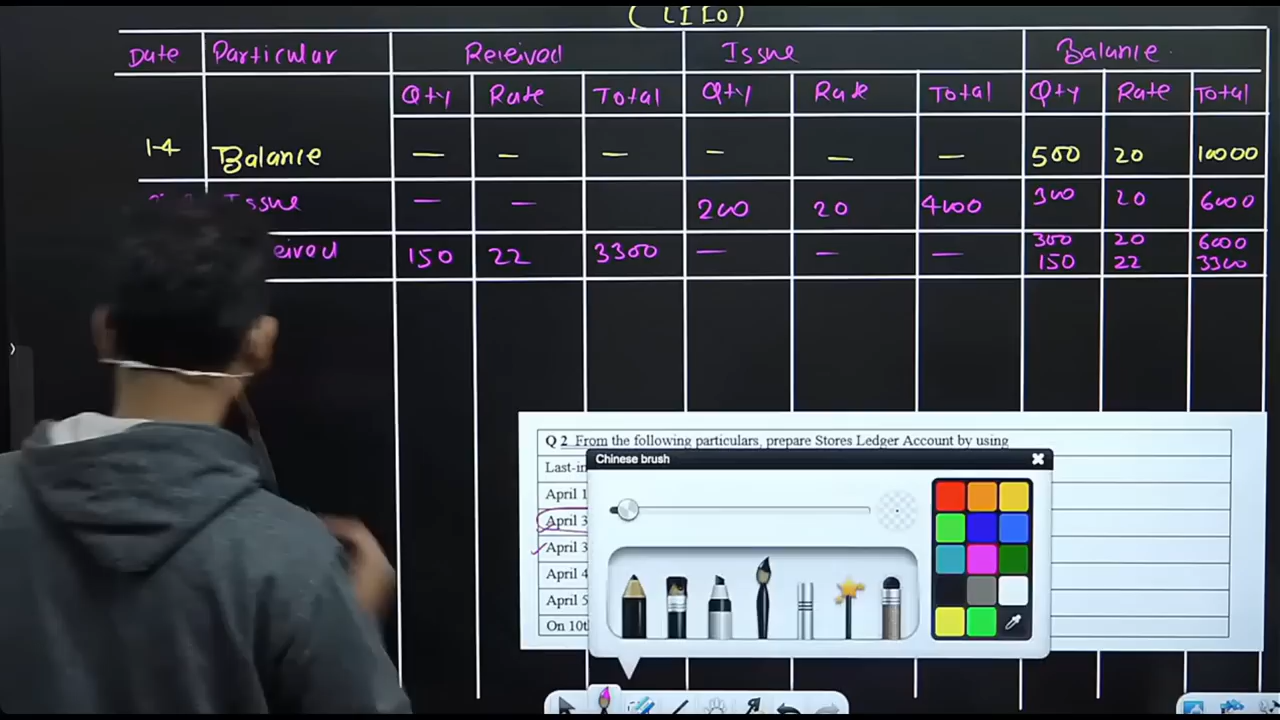 (LILO)
Date Particular Received Issue Balance
Qty Rate Total Qty Rate Total Qty Rate Total
1-4 Balance — — — — — — 500 20 10000
Issue — — 200 20 4000 300 20 6000
eived 150 22 3300 — — — 300 20 6000
150 22 3300
Q 2 From the following particulars, prepare Stores Ledger Account by using
Last-in
April 1
April 3
April 3
April 4
April 5
On 10t
Chinese brush